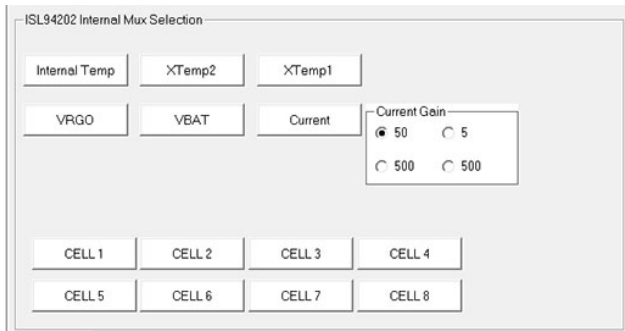 ISL94202 Internal Mux Selection
Internal Temp XTemp2 XTemp1
VRGO VBAT Current
Current Gain
50 5
500 500
CELL 1 CELL 2 CELL 3 CELL 4
CELL 5 CELL 6 CELL 7 CELL 8